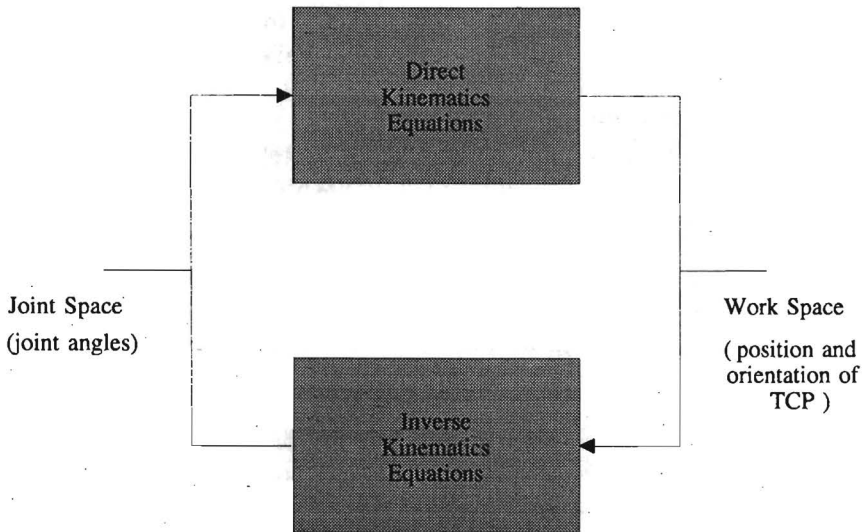 Direct
Kinematics
Equations
Joint Space
(joint angles)
Work Space
( position and
orientation of
TCP )
Inverse
Kinematics
Equations